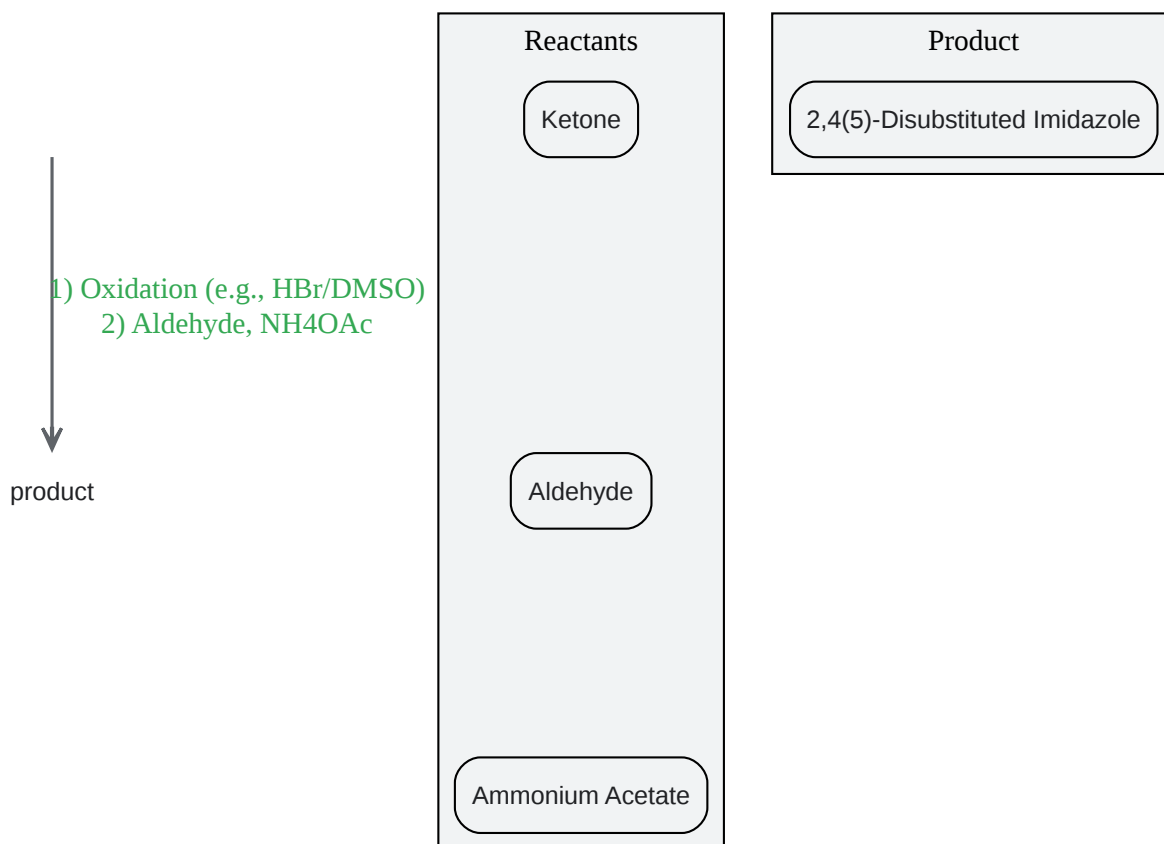 Reactants
Product
Ketone
2,4(5)-Disubstituted Imidazole
1) Oxidation (e.g., HBr/DMSO)
2) Aldehyde, NH4OAc
product
Aldehyde
Ammonium Acetate